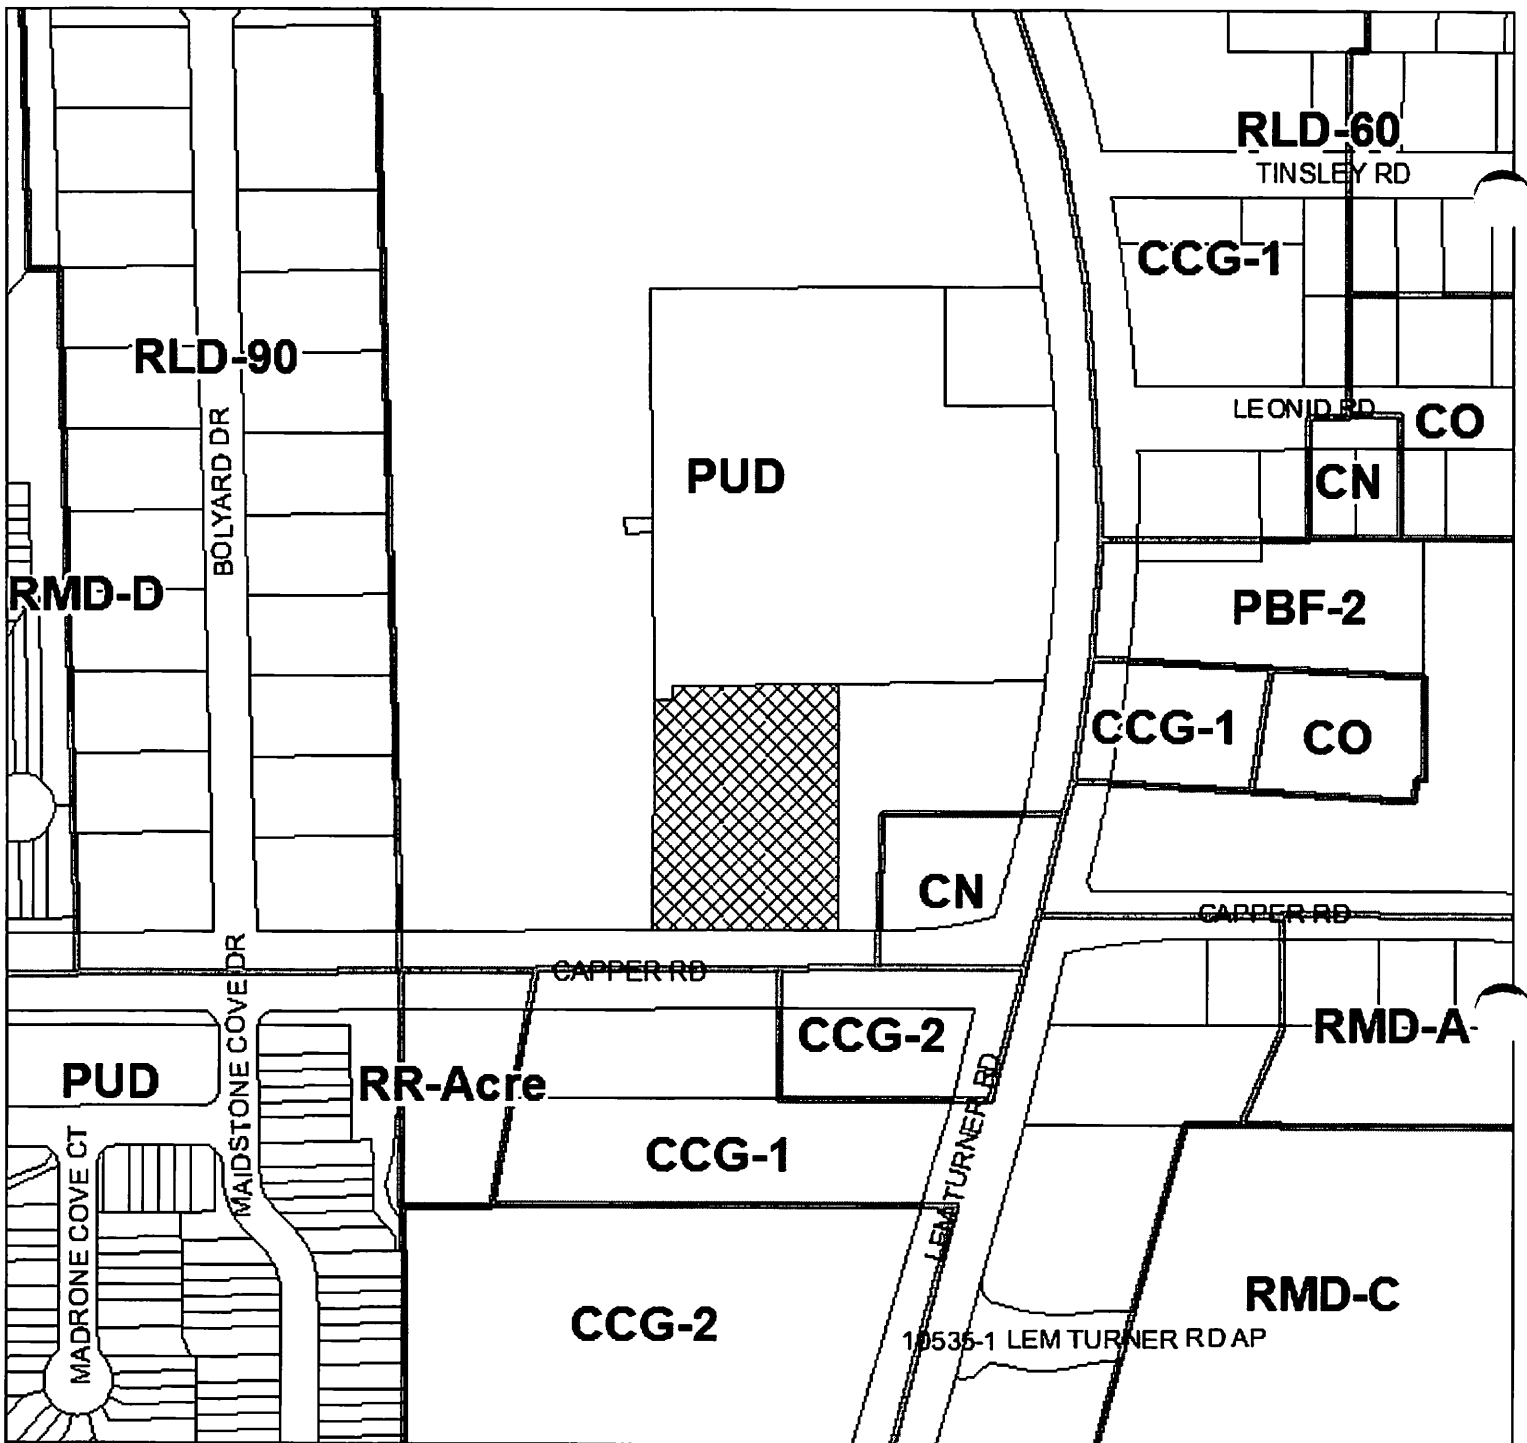 RLD-60
TINSLEY RD
CCG-1
RLD-90
LEONID RD
CO
BOLYARD DR
PUD
CN
RMD-D
PBF-2
CCG-1
CO
CN
CAPPER RD
CAPPER RD
MAIDSTONE COVE DR
CCG-2
RMD-A
PUD
RR-Acre
LEM TURNER RD
CCG-1
MADRONE COVE CT
RMD-C
CCG-2
10535-1 LEM TURNER RD AP